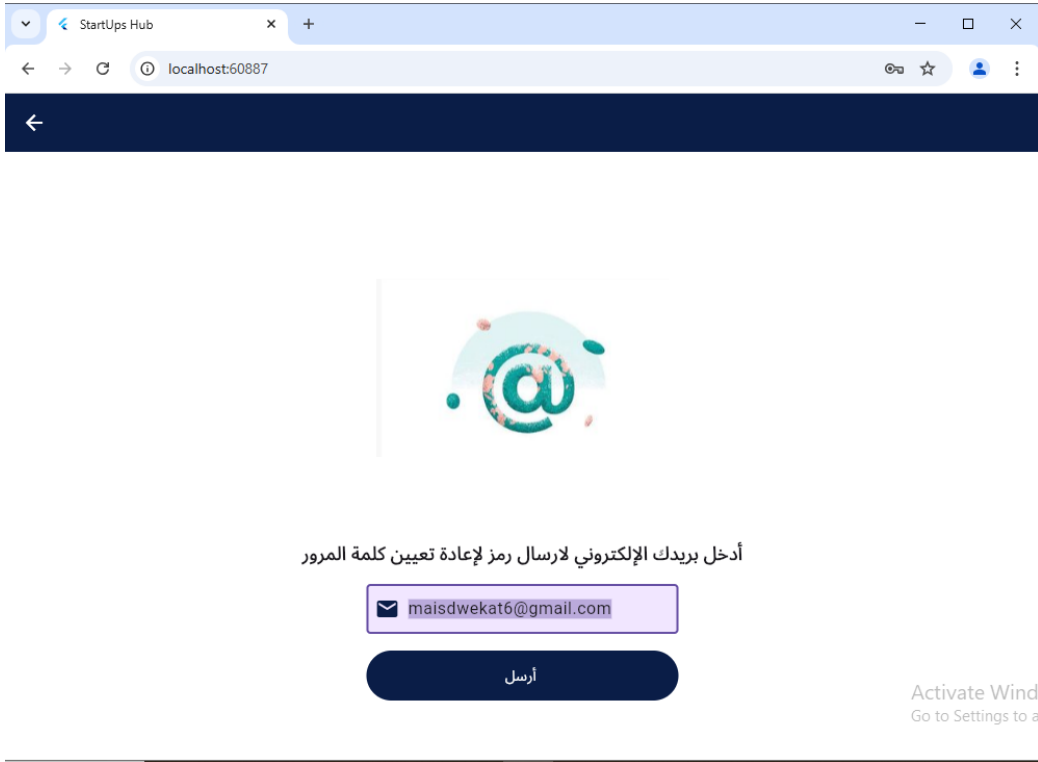 StartUps Hub
localhost:60887
أدخل بريدك الإلكتروني لارسال رمز لإعادة تعيين كلمة المرور
maisdwekat6@gmail.com
أرسل
Activate Wind
Go to Settings to a